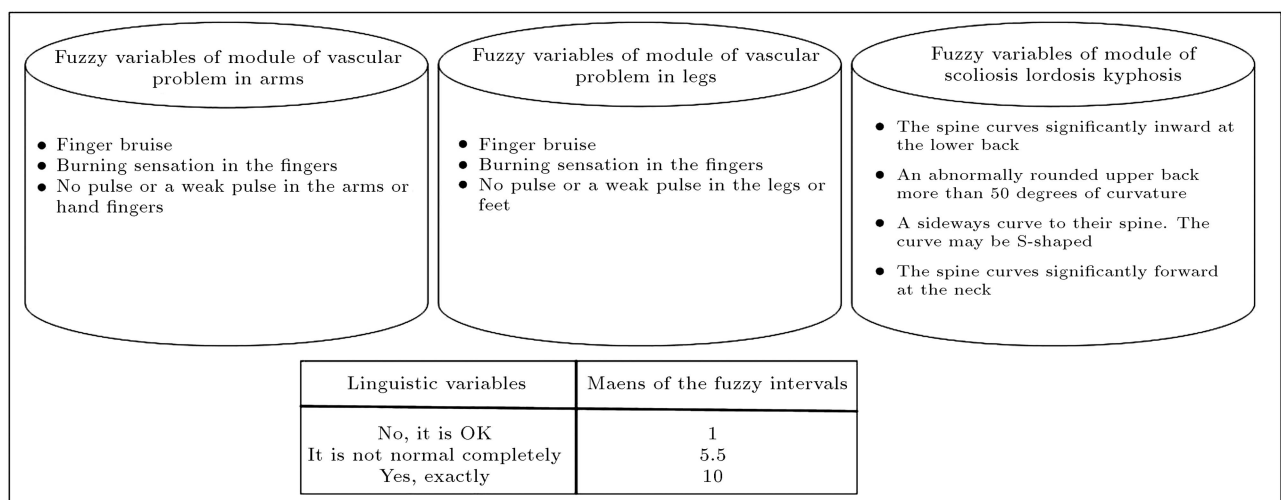 Fuzzy variables of module of vascular
problem in arms
● Finger bruise
● Burning sensation in the fingers
● No pulse or a weak pulse in the arms or
hand fingers
Fuzzy variables of module of vascular
problem in legs
● Finger bruise
● Burning sensation in the fingers
● No pulse or a weak pulse in the legs or
feet
Fuzzy variables of module of
scoliosis lordosis kyphosis
● The spine curves significantly inward at
the lower back
● An abnormally rounded upper back
more than 50 degrees of curvature
● A sideways curve to their spine. The
curve may be S-shaped
● The spine curves significantly forward
at the neck
Linguistic variables Maens of the fuzzy intervals
No, it is OK 1
It is not normal completely 5.5
Yes, exactly 10